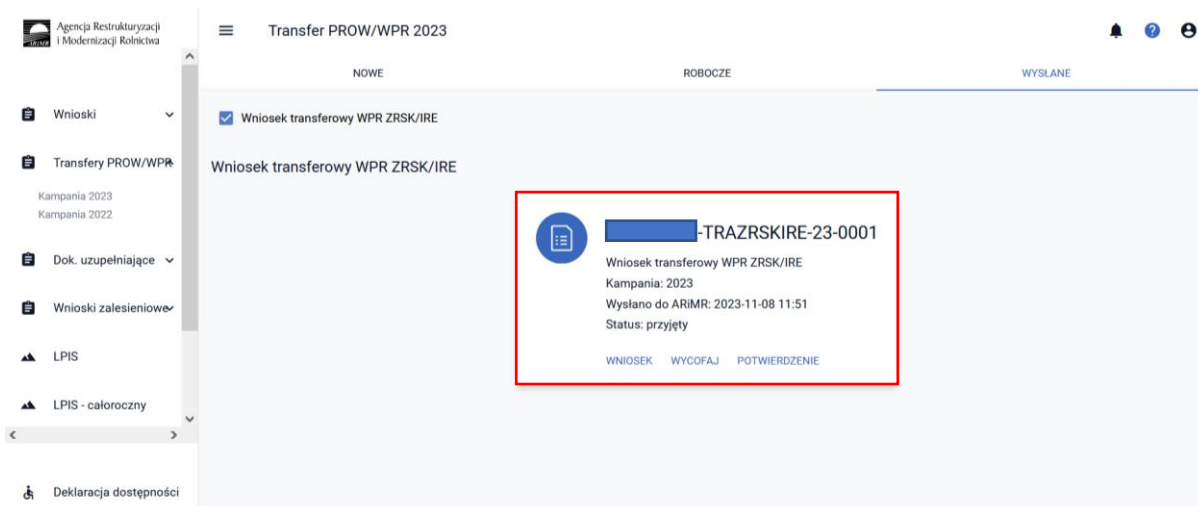 Agencja Restrukturyzacji
i Modernizacji Rolnictwa
ARiMR
Transfer PROW/WPR 2023
NOWE
ROBOCZE
WYSŁANE
Wnioski
Transfery PROW/WPR
Kampania 2023
Kampania 2022
Dok. uzupełniające
Wnioski zalesieniowe
LPIS
LPIS - całoroczny
Deklaracja dostępności
Wniosek transferowy WPR ZRSK/IRE
Wniosek transferowy WPR ZRSK/IRE
-TRAZRSKIRE-23-0001
Wniosek transferowy WPR ZRSK/IRE
Kampania: 2023
Wysłano do ARiMR: 2023-11-08 11:51
Status: przyjęty
WNIOSEK WYCOFAJ POTWIERDZENIE